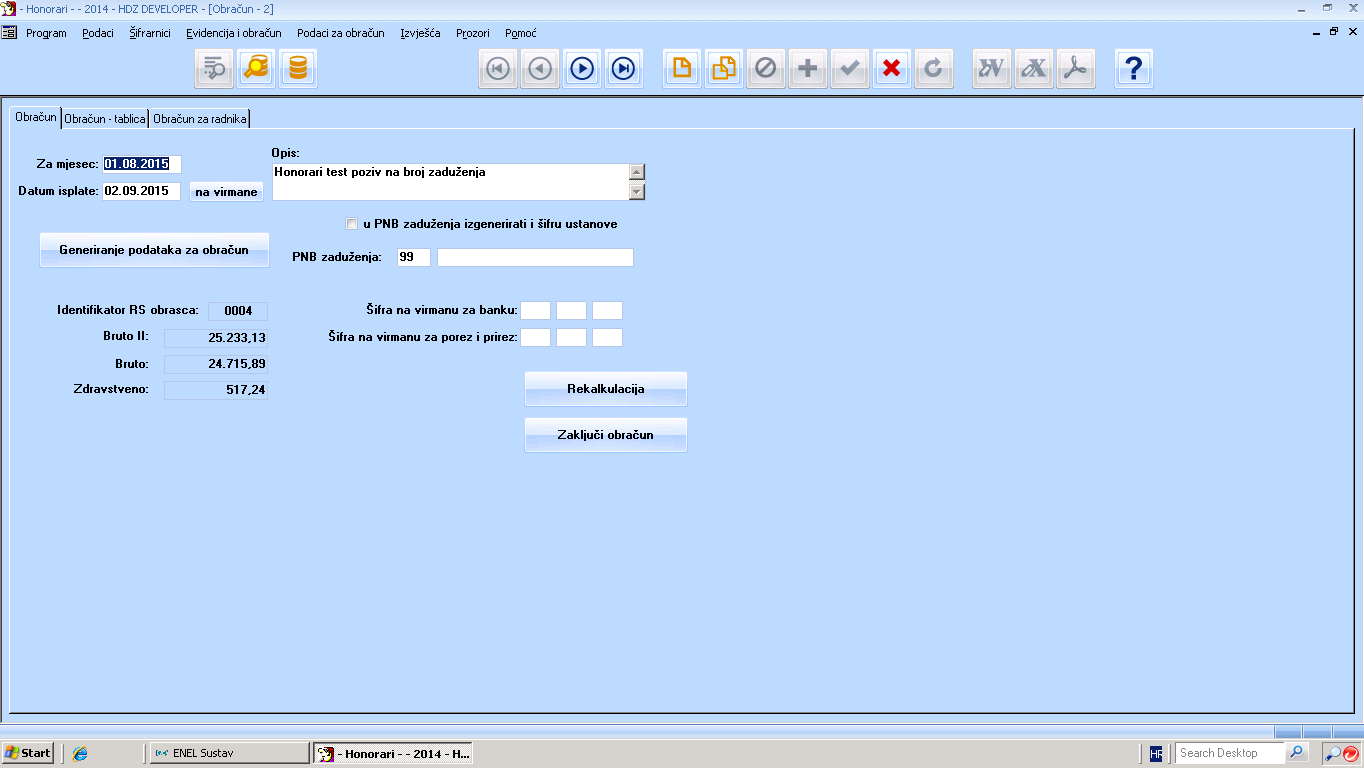 - Honorari - - 2014 - HDZ DEVELOPER - [Obračun - 2]
Program Podaci Šifrarnici Evidencija i obračun Podaci za obračun Izvješća Prozori Pomoć
?
Obračun Obračun - tablica Obračun za radnika
Za mjesec: 01.08.2015
Opis:
Honorari test poziv na broj zaduženja
Datum isplate: 02.09.2015 na virmane
u PNB zaduženja izgenerirati i šifru ustanove
Generiranje podataka za obračun
PNB zaduženja: 99
Identifikator RS obrasca: 0004
Šifra na virmanu za banku:
Bruto II: 25.233,13
Šifra na virmanu za porez i prirez:
Bruto: 24.715,89
Zdravstveno: 517,24
Rekalkulacija
Zaključi obračun
Start ENEL Sustav - Honorari - - 2014 - H... HR Search Desktop